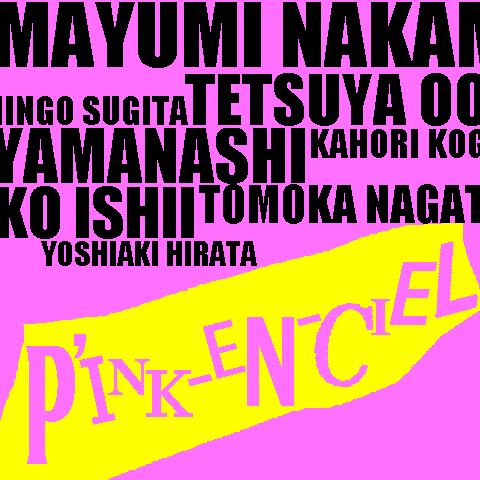 MAYUMI NAKAM
INGO SUGITA TETSUYA OO
YAMANASHI KAHORI KOG
KO ISHII TOMOKA NAGAT
YOSHIAKI HIRATA
P'INK-EN-CIEL